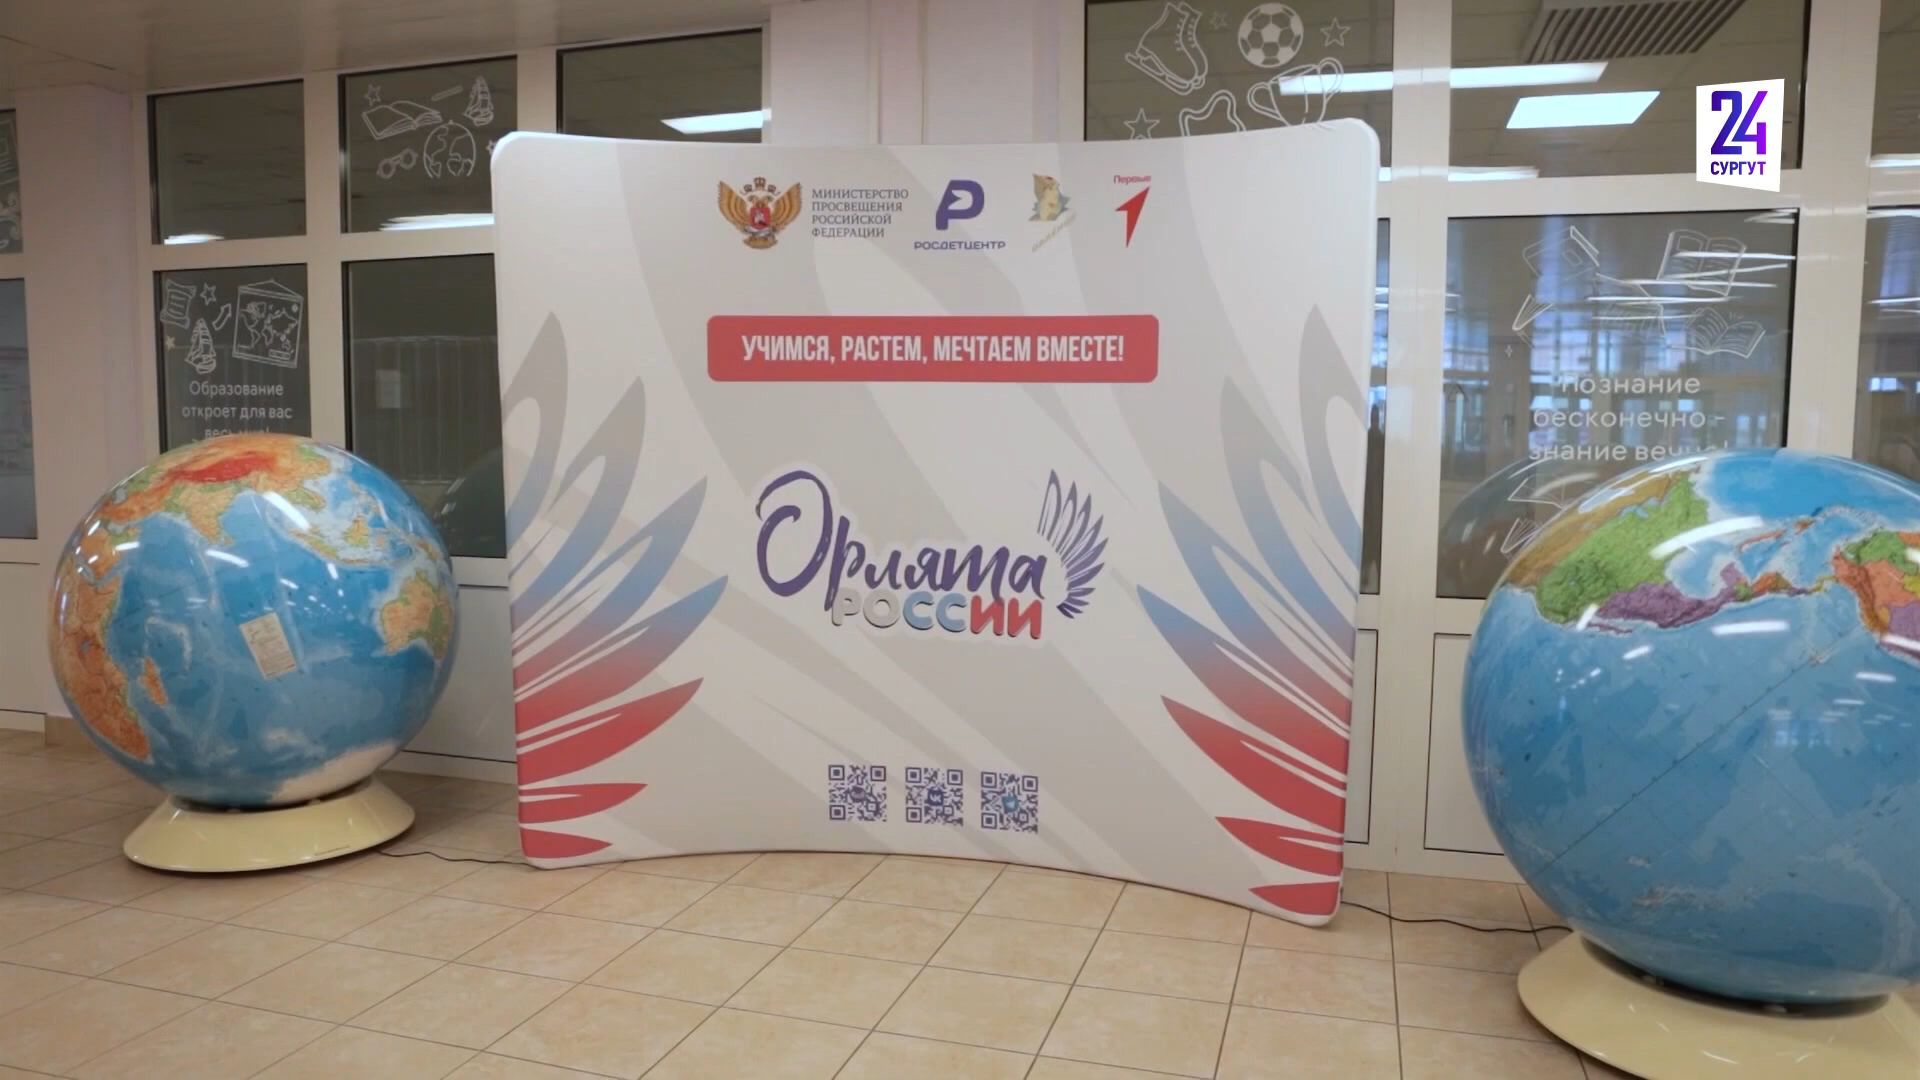 24
СУРГУТ
МИНИСТЕРСТВО
ПРОСВЕЩЕНИЯ
РОССИЙСКОЙ
ФЕДЕРАЦИИ
РОСДЕТЦЕНТР
Первые
УЧИМСЯ, РАСТЕМ, МЕЧТАЕМ ВМЕСТЕ!
Орлята
РОССИИ
Образование
откроет для вас
познание
бесконечно -
знание